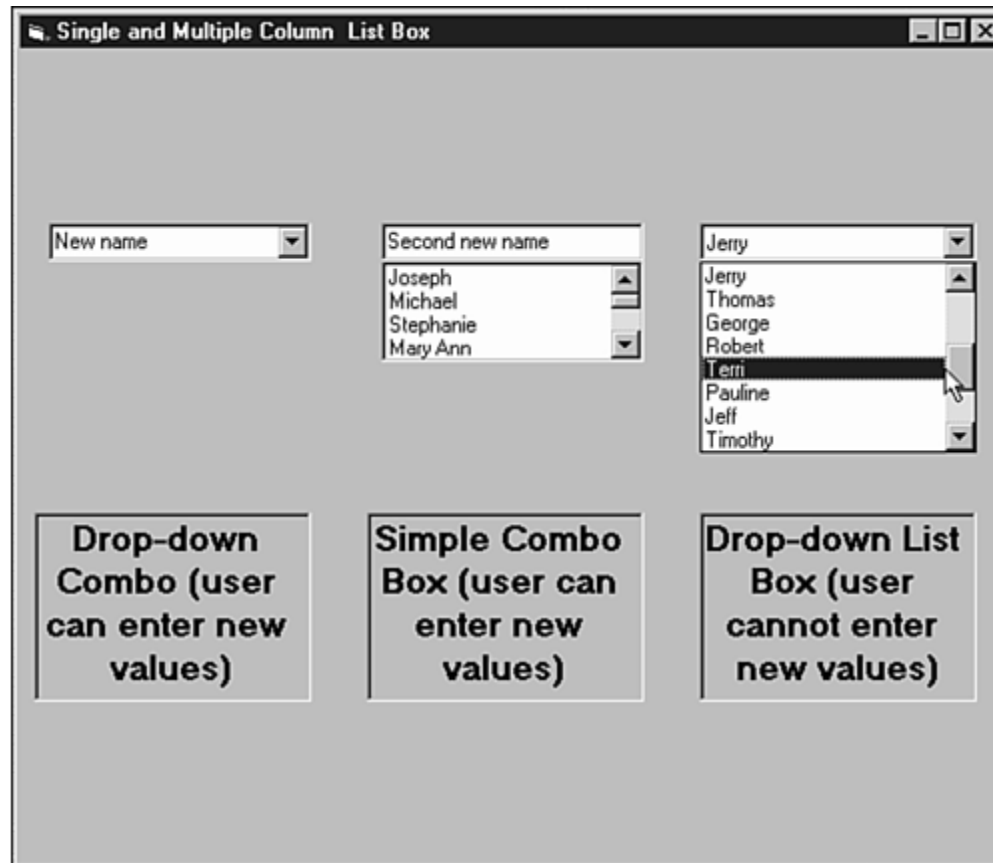 Single and Multiple Column List Box
New name
Second new name
Joseph
Michael
Stephanie
Mary Ann
Jerry
Jerry
Thomas
George
Robert
Terri
Pauline
Jeff
Timothy
Drop-down
Combo (user
can enter new
values)
Simple Combo
Box (user can
enter new
values)
Drop-down List
Box (user
cannot enter
new values)